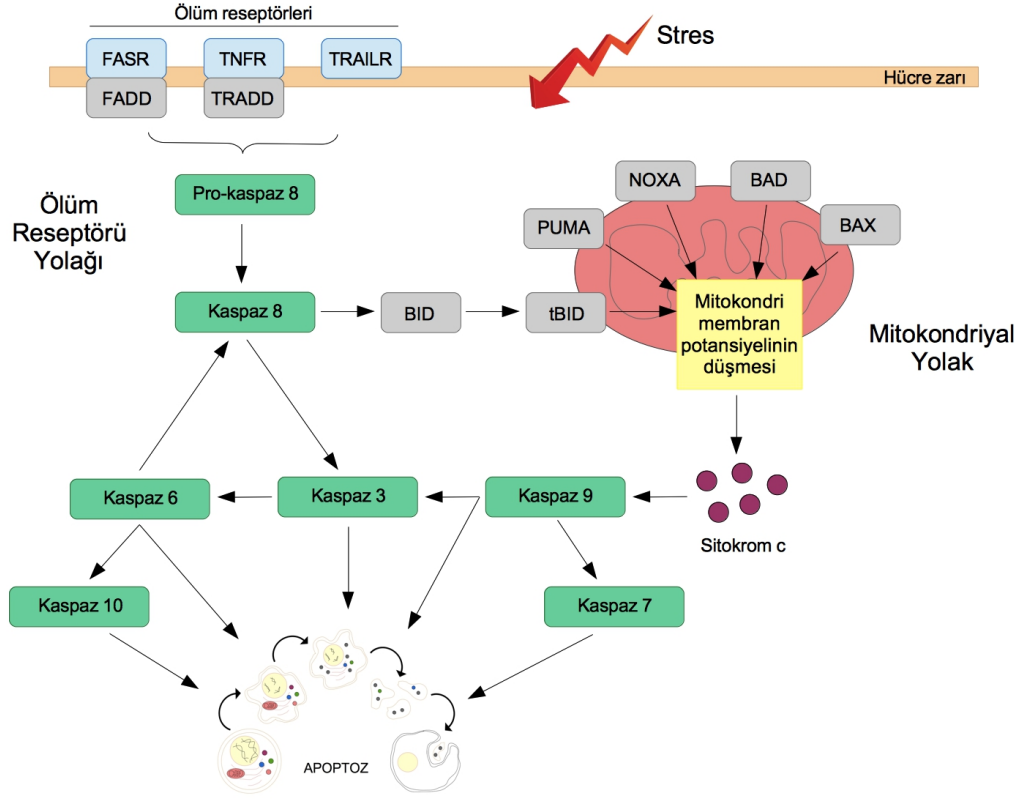 Ölüm reseptörleri
FASR
TNFR
TRAILR
Stres
Hücre zarı
FADD
TRADD
Pro-kaspaz 8
Ölüm
Reseptörü
Yolağı
NOXA
BAD
PUMA
BAX
Kaspaz 8
BID
tBID
Mitokondri
membran
potansiyelinin
düşmesi
Mitokondriyal
Yolak
Kaspaz 6
Kaspaz 3
Kaspaz 9
Sitokrom c
Kaspaz 10
Kaspaz 7
APOPTOZ